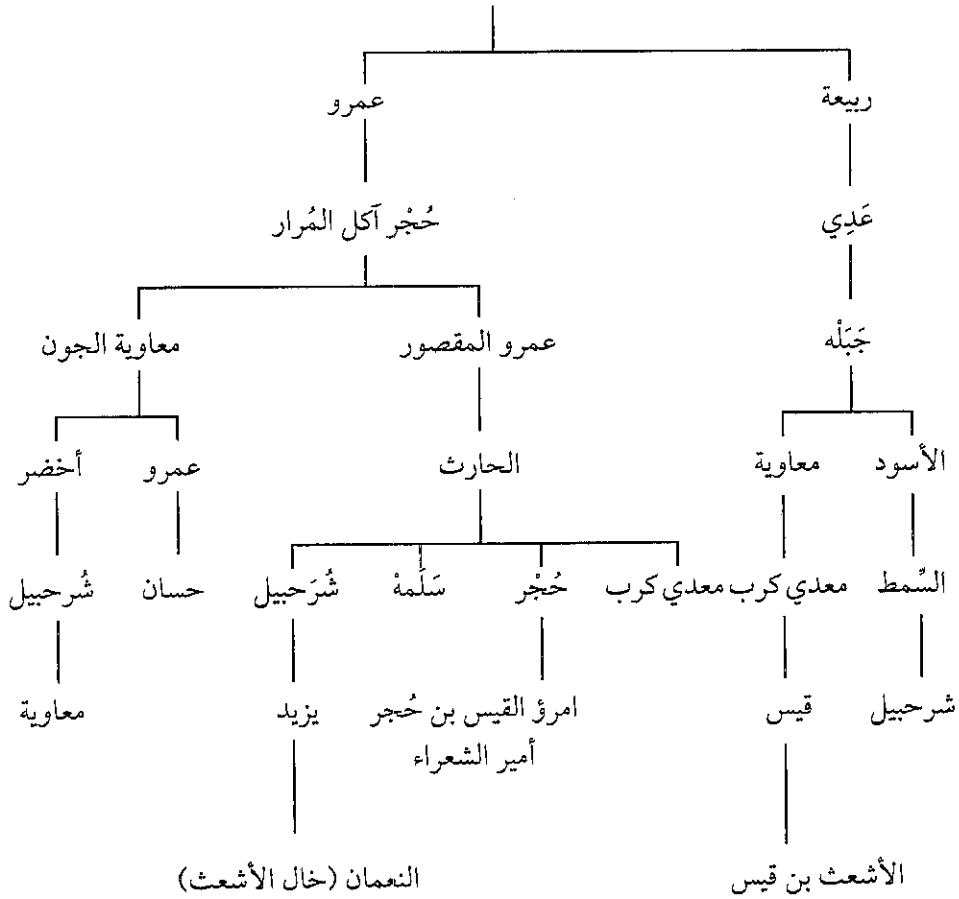 ربيعة عمرو
عَدِي حُجْر آكل المُرار
جَبَلْه عمرو المقصور معاوية الجون
الأسود معاوية الحارث عمرو أخضر
السِّمط معدي كرب معدي كرب حُجْر سَلَمهْ شُرَحبيل حسان شُرحبيل
شرحبيل قيس امرؤ القيس بن حُجر يزيد معاوية
أمير الشعراء
الأشعث بن قيس النعمان (خال الأشعث)